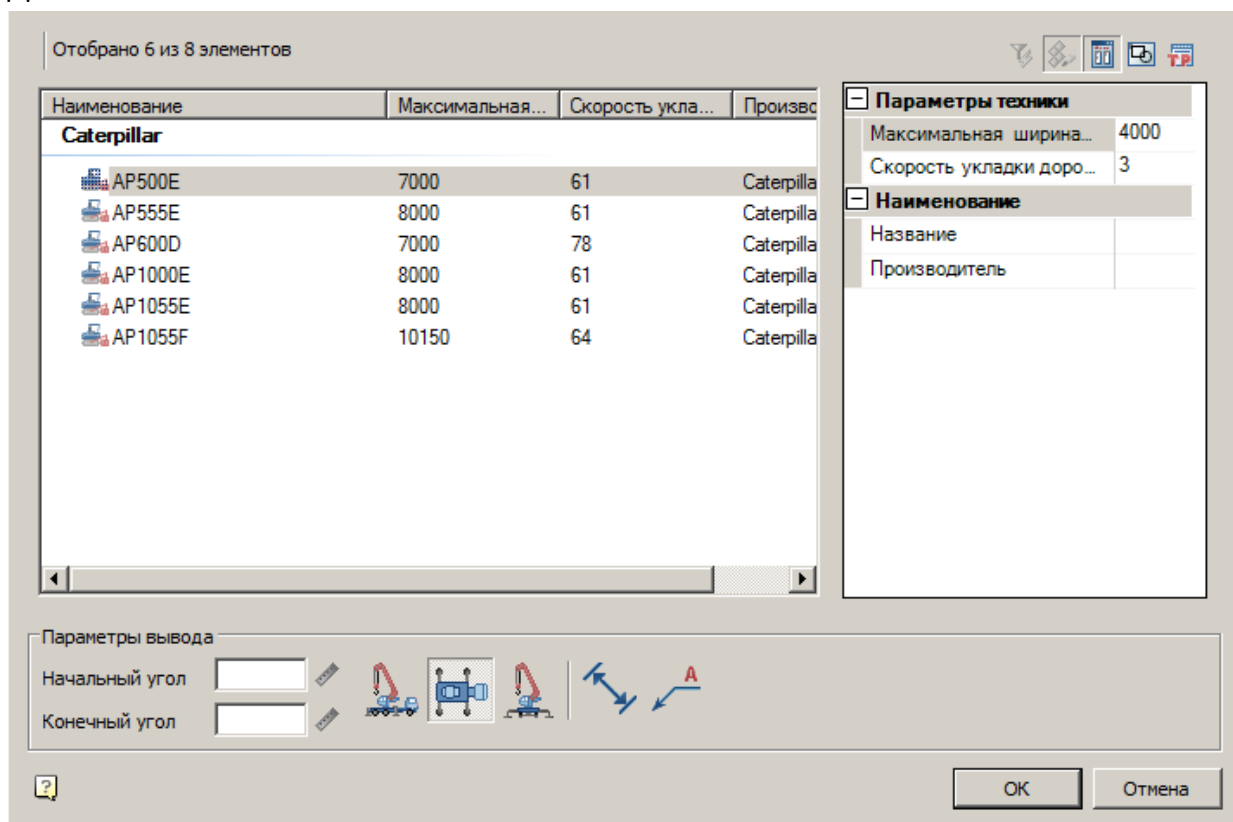 Отобрано 6 из 8 элементов
T.P.
Наименование Максимальная... Скорость укла... Произво
Caterpillar
AP500E 7000 61 Caterpilla
AP555E 8000 61 Caterpilla
AP600D 7000 78 Caterpilla
AP1000E 8000 61 Caterpilla
AP1055E 8000 61 Caterpilla
AP1055F 10150 64 Caterpilla
Параметры техники
Максимальная ширина... 4000
Скорость укладки доро... 3
Наименование
Название
Производитель
Параметры вывода
Начальный угол
Конечный угол
A
?
OK Отмена